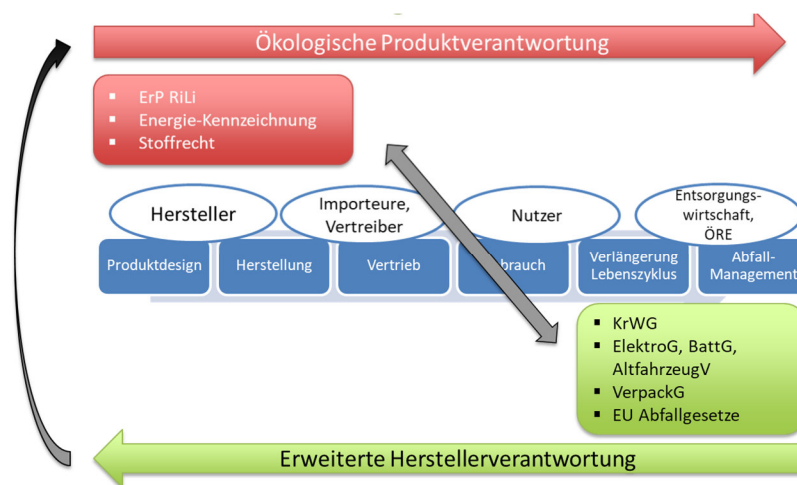 Ökologische Produktverantwortung
▪ ErP RiLi
▪ Energie-Kennzeichnung
▪ Stoffrecht
Hersteller
Importeure,
Vertreiber
Nutzer
Entsorgungs-
wirtschaft,
ÖRE
Produktdesign
Herstellung
Vertrieb
brauch
Verlängerung
Lebenszyklus
Abfall-
Management
▪ KrWG
▪ ElektroG, BattG,
AltfahrzeugV
▪ VerpackG
▪ EU Abfallgesetze
Erweiterte Herstellerverantwortung